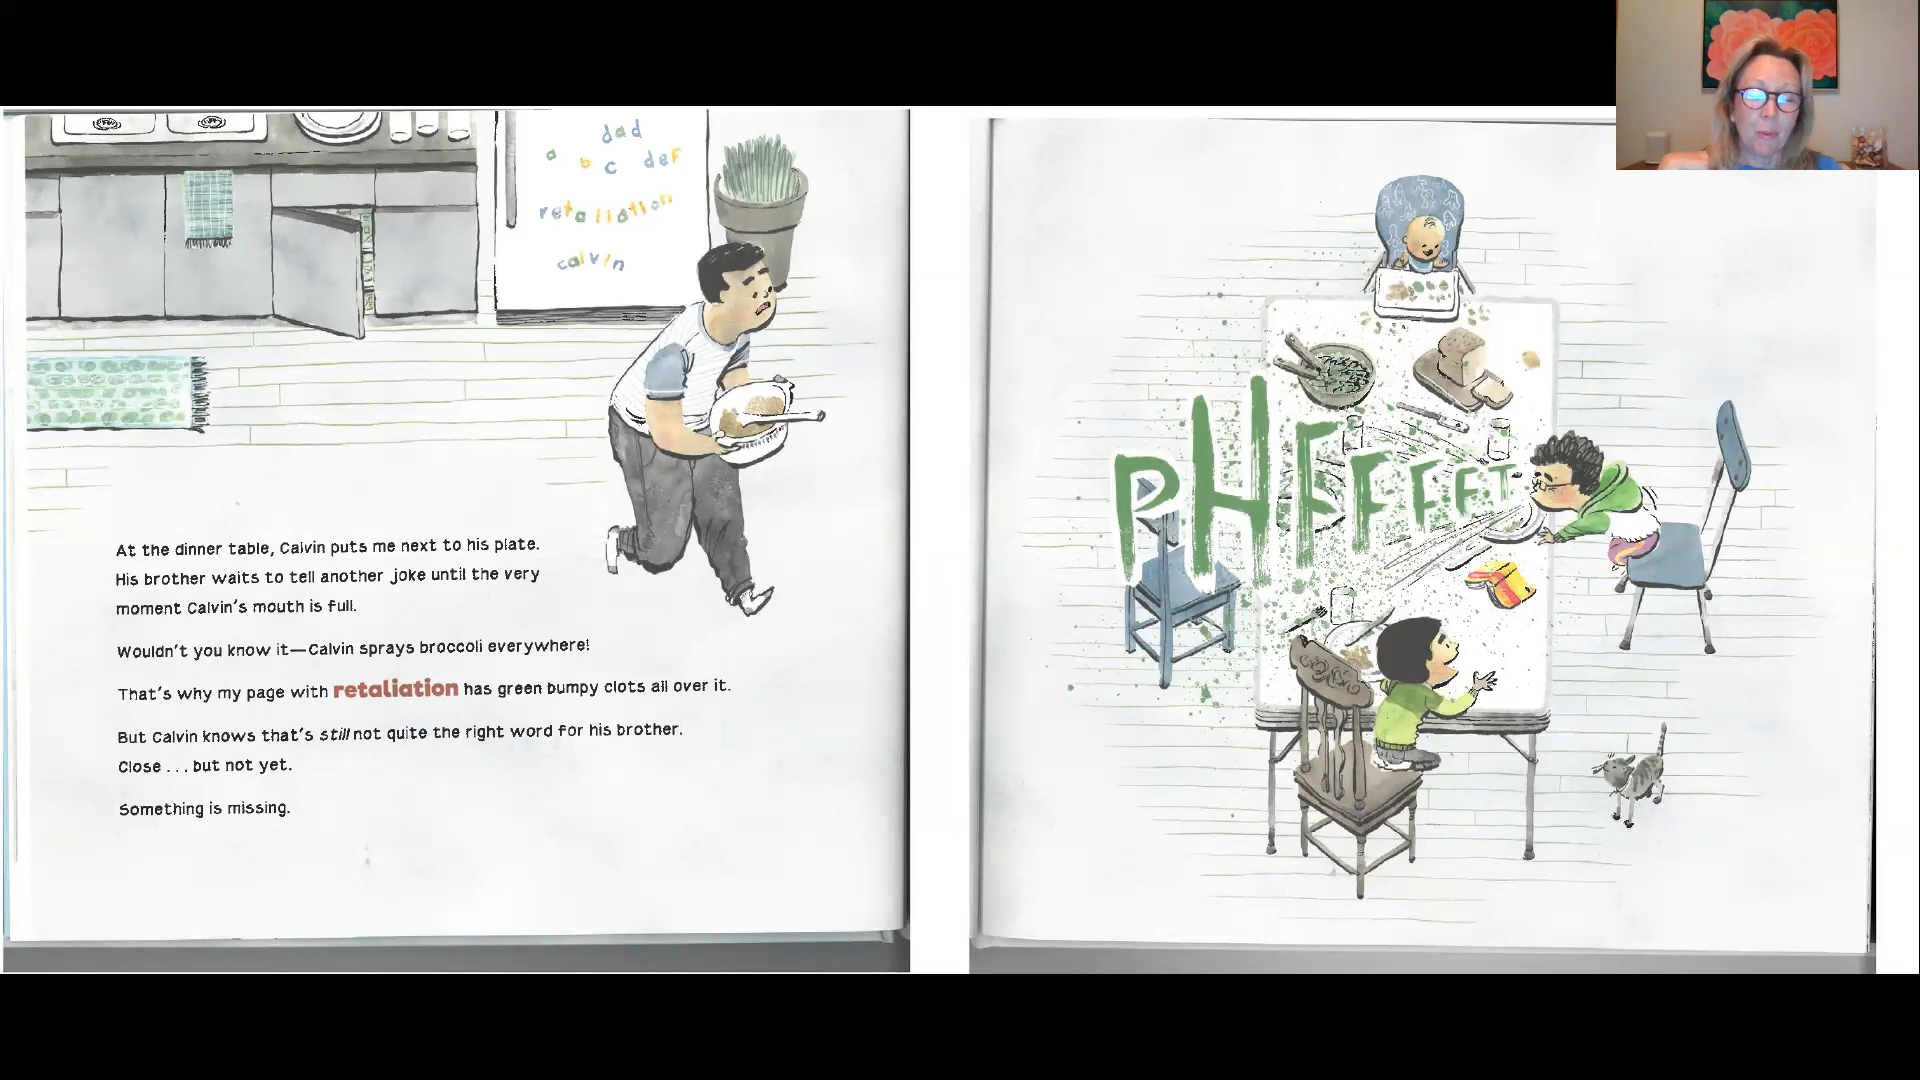 dad
a b c def
retaliation
calvin
At the dinner table, Calvin puts me next to his plate.
His brother waits to tell another joke until the very
moment Calvin's mouth is full.
Wouldn't you know it—Calvin sprays broccoli everywhere!
That's why my page with retaliation has green bumpy clots all over it.
But Calvin knows that's still not quite the right word for his brother.
Close . . . but not yet.
Something is missing.
PHFFFFFT